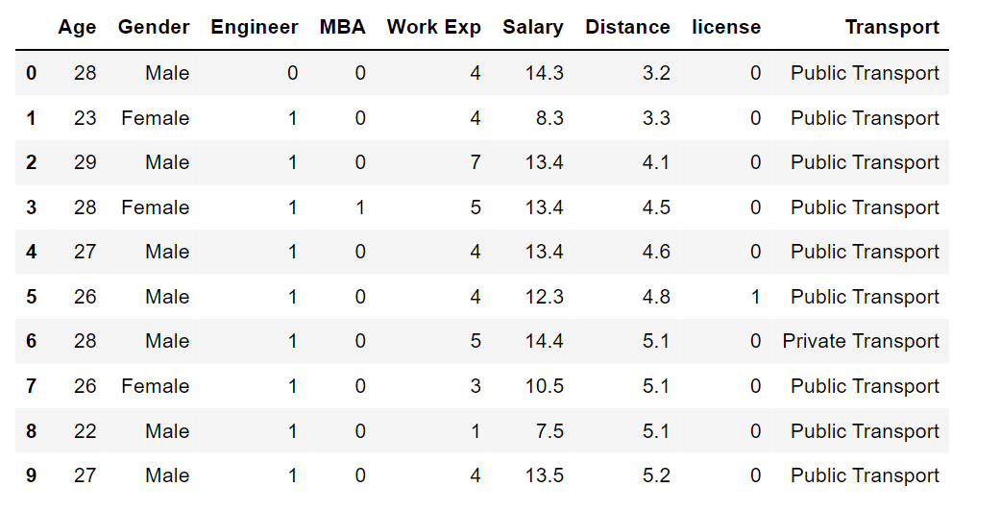 Age Gender Engineer MBA Work Exp Salary Distance license Transport
0 28 Male 0 0 4 14.3 3.2 0 Public Transport
1 23 Female 1 0 4 8.3 3.3 0 Public Transport
2 29 Male 1 0 7 13.4 4.1 0 Public Transport
3 28 Female 1 1 5 13.4 4.5 0 Public Transport
4 27 Male 1 0 4 13.4 4.6 0 Public Transport
5 26 Male 1 0 4 12.3 4.8 1 Public Transport
6 28 Male 1 0 5 14.4 5.1 0 Private Transport
7 26 Female 1 0 3 10.5 5.1 0 Public Transport
8 22 Male 1 0 1 7.5 5.1 0 Public Transport
9 27 Male 1 0 4 13.5 5.2 0 Public Transport